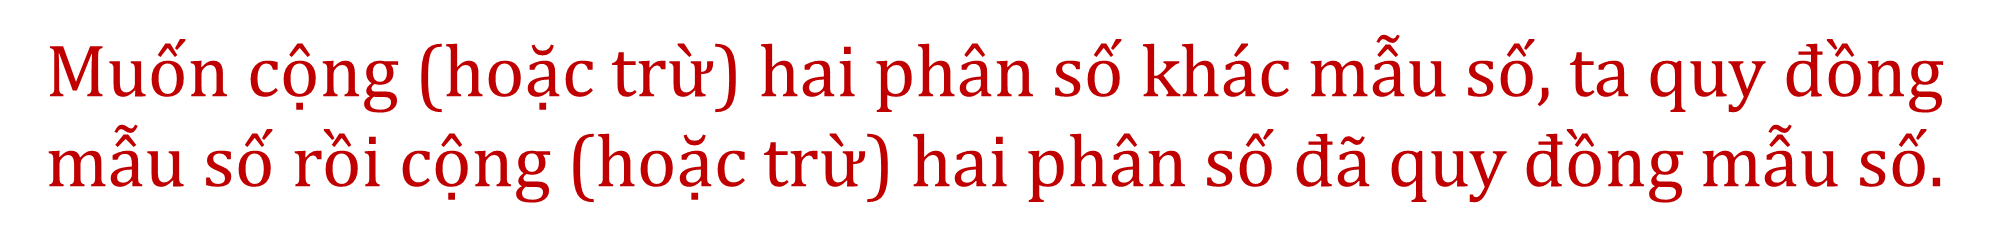 Muốn cộng (hoặc trừ) hai phân số khác mẫu số, ta quy đồng
mẫu số rồi cộng (hoặc trừ) hai phân số đã quy đồng mẫu số.